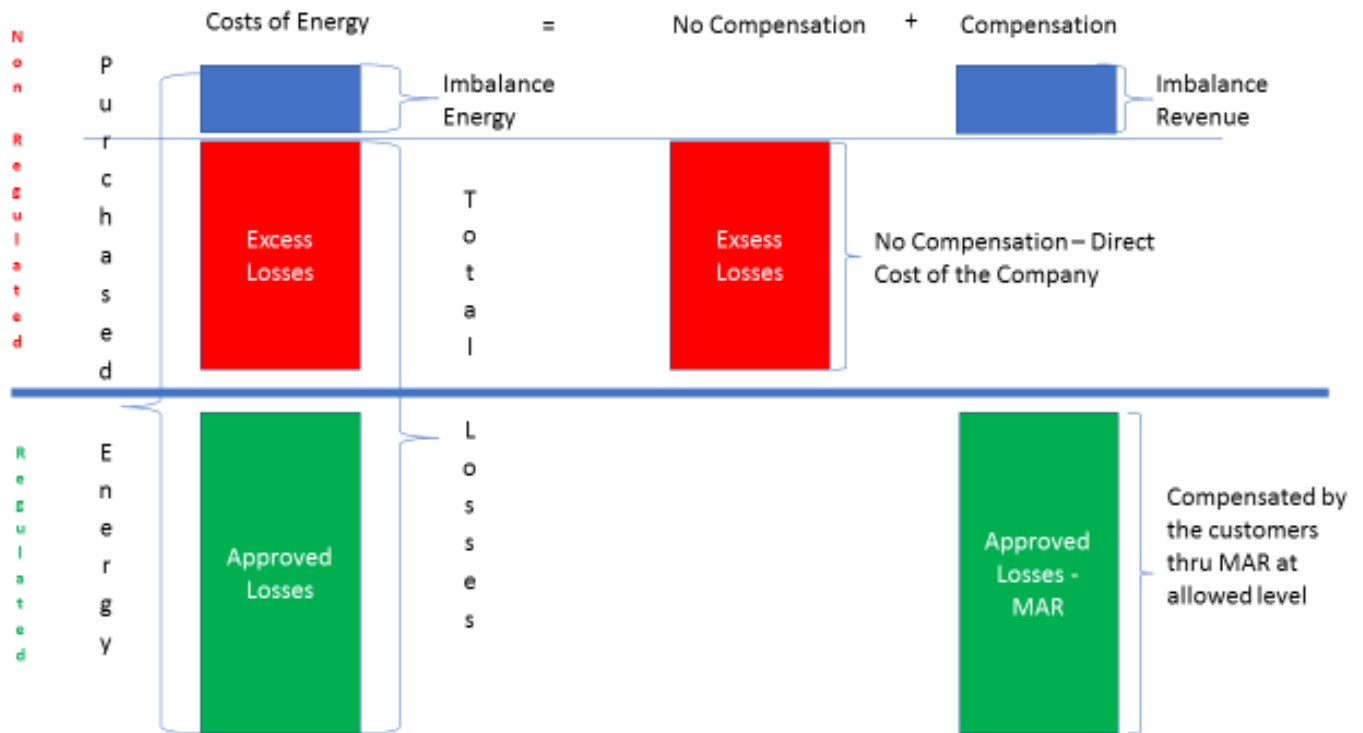 Costs of Energy = No Compensation + Compensation
Non Regulated
Purchased Energy
Imbalance
Energy
Imbalance
Revenue
Excess
Losses
Total Losses
Exsess
Losses
No Compensation – Direct
Cost of the Company
Regulated
Approved
Losses
Approved
Losses -
MAR
Compensated by
the customers
thru MAR at
allowed level